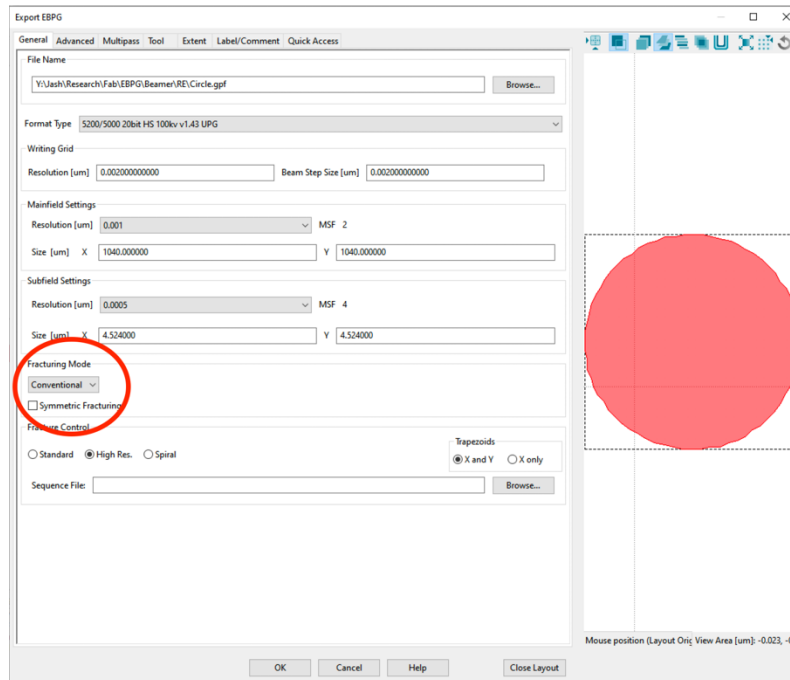 Export EBPG
General Advanced Multipass Tool Extent Label/Comment Quick Access
File Name
Y:\Jash\Research\Fab\EBPG\Beamer\RE\Circle.gpf Browse...
Format Type 5200/5000 20bit HS 100kv v1.43 UPG
Writing Grid
Resolution [um] 0.002000000000 Beam Step Size [um] 0.002000000000
Mainfield Settings
Resolution [um] 0.001 MSF 2
Size [um] X 1040.000000 Y 1040.000000
Subfield Settings
Resolution [um] 0.0005 MSF 4
Size [um] X 4.524000 Y 4.524000
Fracturing Mode
Conventional
Symmetric Fracturing
Fracture Control
Standard High Res. Spiral
Trapezoids
X and Y X only
Sequence File: Browse...
OK Cancel Help Close Layout
Mouse position (Layout Orig View Area [um]: -0.023, -